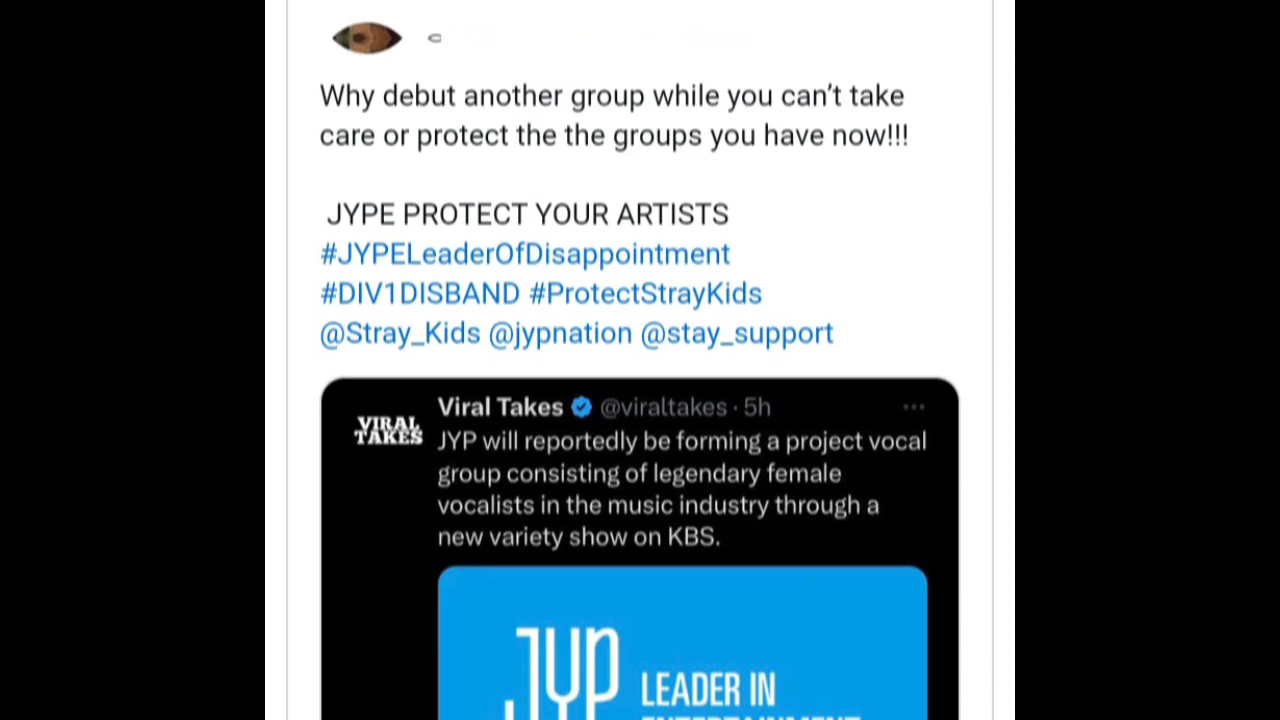 Why debut another group while you can't take
care or protect the the groups you have now!!!
JYPE PROTECT YOUR ARTISTS
#JYPELeaderOfDisappointment
#DIV1DISBAND #ProtectStrayKids
@Stray_Kids @jypnation @stay_support
VIRAL
TAKES
Viral Takes @viraltakes · 5h
JYP will reportedly be forming a project vocal
group consisting of legendary female
vocalists in the music industry through a
new variety show on KBS.
JYP
LEADER IN
ENTERTAINMENT